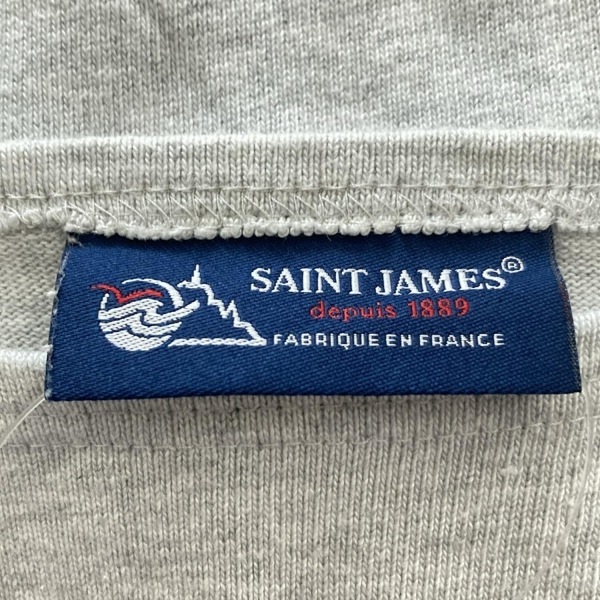 SAINT JAMES®
depuis 1889
FABRIQUE EN FRANCE